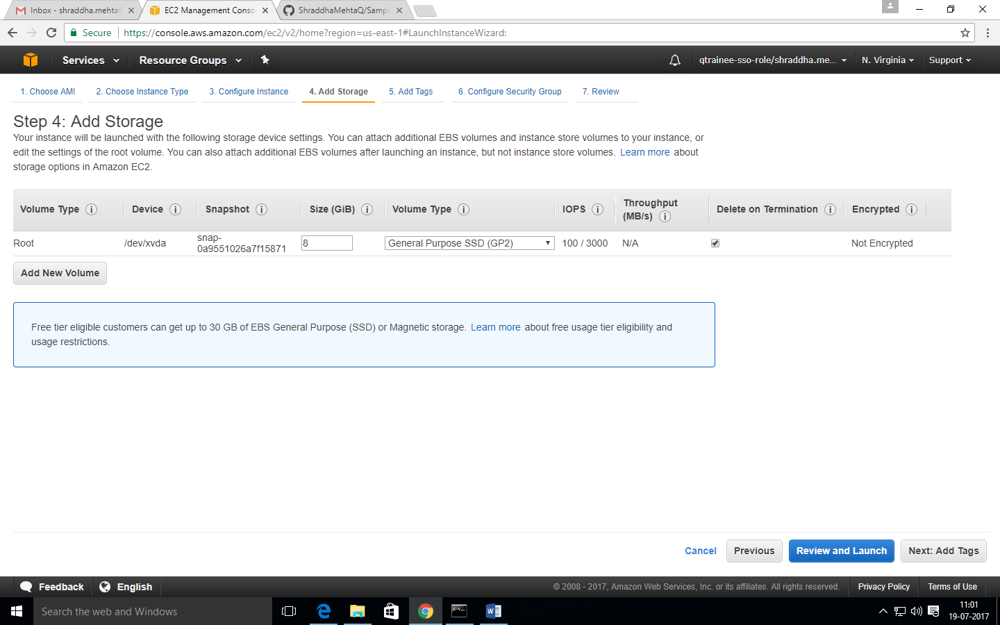 Inbox - shraddha.mehta
EC2 Management Conso
ShraddhaMehtaQ/Samp
Secure
https://console.aws.amazon.com/ec2/v2/home?region=us-east-1#LaunchInstanceWizard:
Services
Resource Groups
qtrainee-sso-role/shraddha.me...
N. Virginia
Support
1. Choose AMI
2. Choose Instance Type
3. Configure Instance
4. Add Storage
5. Add Tags
6. Configure Security Group
7. Review
Step 4: Add Storage
Your instance will be launched with the following storage device settings. You can attach additional EBS volumes and instance store volumes to your instance, or
edit the settings of the root volume. You can also attach additional EBS volumes after launching an instance, but not instance store volumes. Learn more about
storage options in Amazon EC2.
Volume Type
Device
Snapshot
Size (GiB)
Volume Type
IOPS
Throughput
(MB/s)
Delete on Termination
Encrypted
Root
/dev/xvda
snap-
0a9551026a7f15871
8
General Purpose SSD (GP2)
100 / 3000
N/A
Not Encrypted
Add New Volume
Free tier eligible customers can get up to 30 GB of EBS General Purpose (SSD) or Magnetic storage. Learn more about free usage tier eligibility and
usage restrictions.
Cancel
Previous
Review and Launch
Next: Add Tags
Feedback
English
© 2008 - 2017, Amazon Web Services, Inc. or its affiliates. All rights reserved.
Privacy Policy
Terms of Use
Search the web and Windows
11:01
19-07-2017